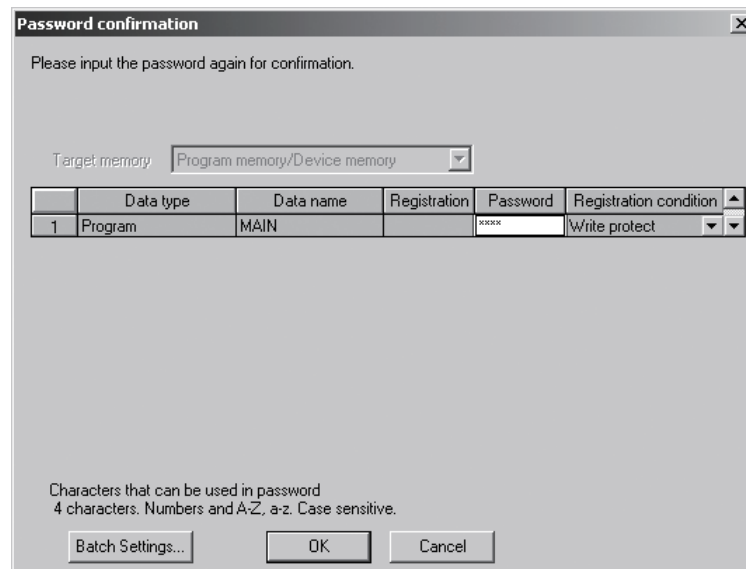 Password confirmation
Please input the password again for confirmation.
Target memory Program memory/Device memory
Data type Data name Registration Password Registration condition
1 Program MAIN **** Write protect
Characters that can be used in password
4 characters. Numbers and A-Z, a-z. Case sensitive.
Batch Settings... OK Cancel